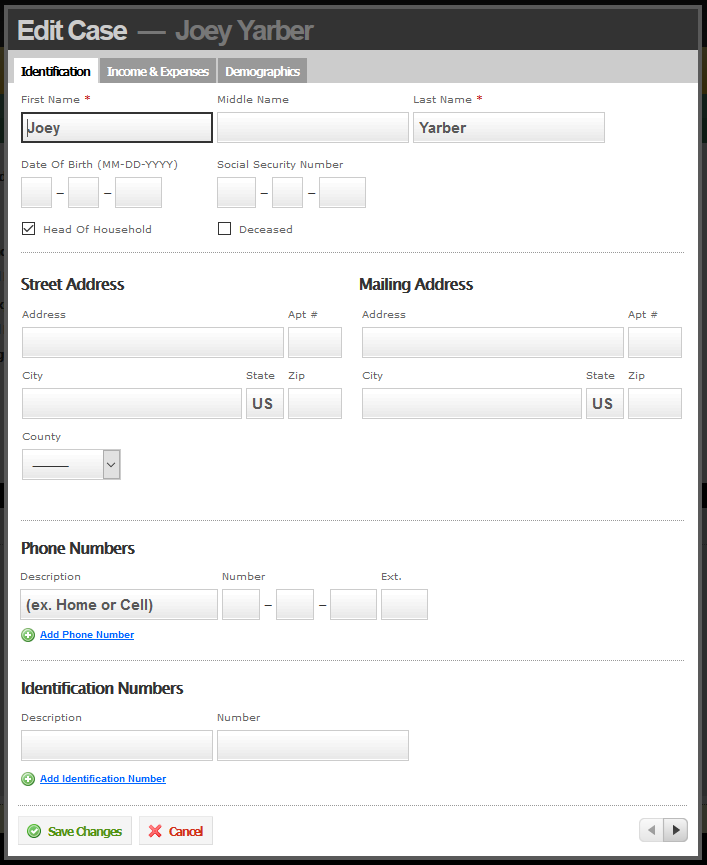 Edit Case — Joey Yarber
Identification Income & Expenses Demographics
First Name * Middle Name Last Name *
Joey Yarber
Date Of Birth (MM-DD-YYYY) Social Security Number
– – – –
Head Of Household Deceased
Street Address Mailing Address
Address Apt # Address Apt #
City State Zip City State Zip
US US
County
———
Phone Numbers
Description Number Ext.
(ex. Home or Cell) – –
Add Phone Number
Identification Numbers
Description Number
Add Identification Number
Save Changes Cancel